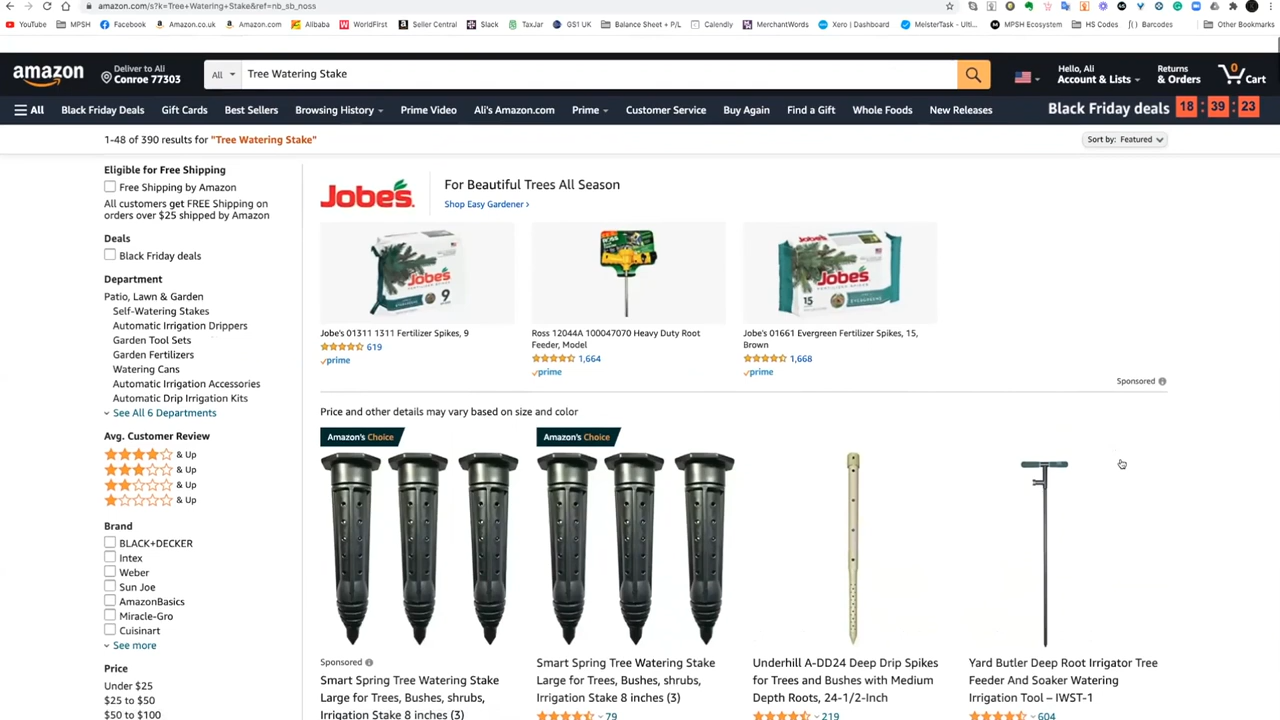 amazon.com/s?k=Tree+Watering+Stake&ref=nb_sb_noss
YouTube MPSH Facebook Amazon.co.uk Amazon.com Alibaba WorldFirst Seller Central Slack TaxJar GS1 UK Balance Sheet + P/L Calendly MerchantWords Xero | Dashboard MeisterTask - Ulti... MPSH Ecosystem HS Codes Barcodes Other Bookmarks
amazon
Deliver to Ali
Conroe 77303
All
Tree Watering Stake
Hello, Ali
Account & Lists
Returns
& Orders
0
Cart
All Black Friday Deals Gift Cards Best Sellers Browsing History Prime Video Ali's Amazon.com Prime Customer Service Buy Again Find a Gift Whole Foods New Releases
Black Friday deals 18 : 39 : 23
1-48 of 390 results for "Tree Watering Stake"
Sort by: Featured
Eligible for Free Shipping
Free Shipping by Amazon
All customers get FREE Shipping on
orders over $25 shipped by Amazon
Deals
Black Friday deals
Department
Patio, Lawn & Garden
Self-Watering Stakes
Automatic Irrigation Drippers
Garden Tool Sets
Garden Fertilizers
Watering Cans
Automatic Irrigation Accessories
Automatic Drip Irrigation Kits
See All 6 Departments
Avg. Customer Review
& Up
& Up
& Up
& Up
Brand
BLACK+DECKER
Intex
Weber
Sun Joe
AmazonBasics
Miracle-Gro
Cuisinart
See more
Price
Under $25
$25 to $50
$50 to $100
Jobe's
For Beautiful Trees All Season
Shop Easy Gardener ›
Jobe's
9
Jobe's 01311 1311 Fertilizer Spikes, 9
619
prime
Ross 12044A 100047070 Heavy Duty Root
Feeder, Model
1,664
prime
Jobe's
15
Jobe's 01661 Evergreen Fertilizer Spikes, 15,
Brown
1,668
prime
Sponsored
Price and other details may vary based on size and color
Amazon's Choice
Sponsored
Smart Spring Tree Watering Stake
Large for Trees, Bushes, shrubs,
Irrigation Stake 8 inches (3)
Amazon's Choice
Smart Spring Tree Watering Stake
Large for Trees, Bushes, shrubs,
Irrigation Stake 8 inches (3)
79
Underhill A-DD24 Deep Drip Spikes
for Trees and Bushes with Medium
Depth Roots, 24-1/2-Inch
219
Yard Butler Deep Root Irrigator Tree
Feeder And Soaker Watering
Irrigation Tool – IWST-1
604